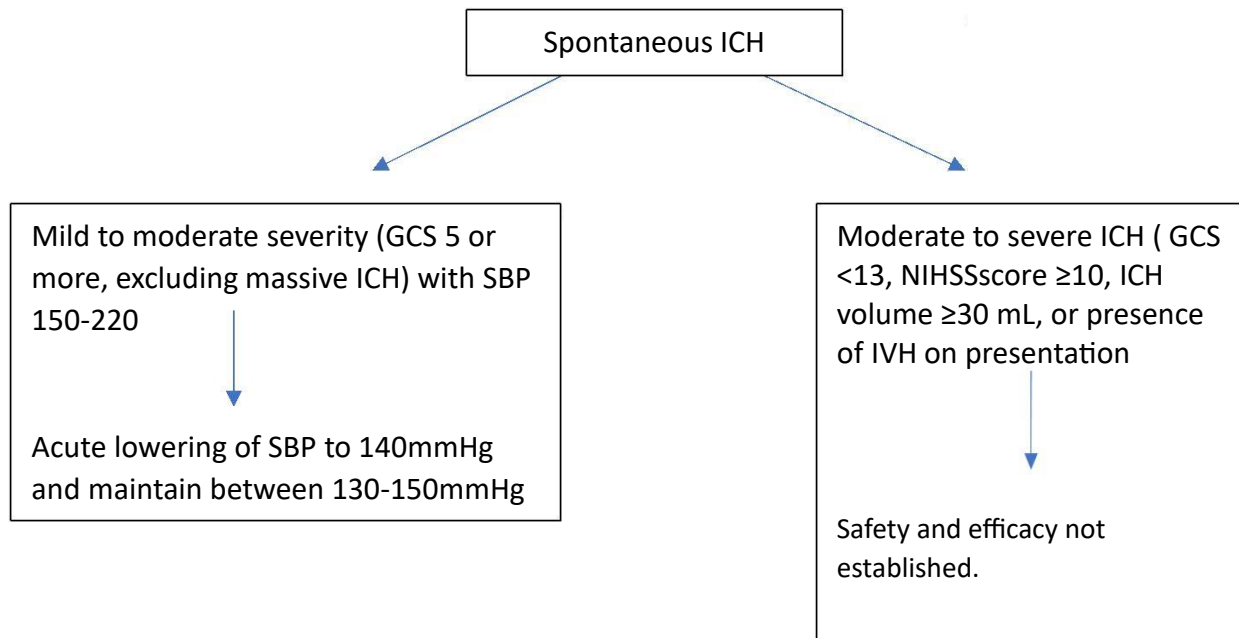 Spontaneous ICH
Mild to moderate severity (GCS 5 or
more, excluding massive ICH) with SBP
150-220
Acute lowering of SBP to 140mmHg
and maintain between 130-150mmHg
Moderate to severe ICH ( GCS
<13, NIHSSscore ≥10, ICH
volume ≥30 mL, or presence
of IVH on presentation
Safety and efficacy not
established.